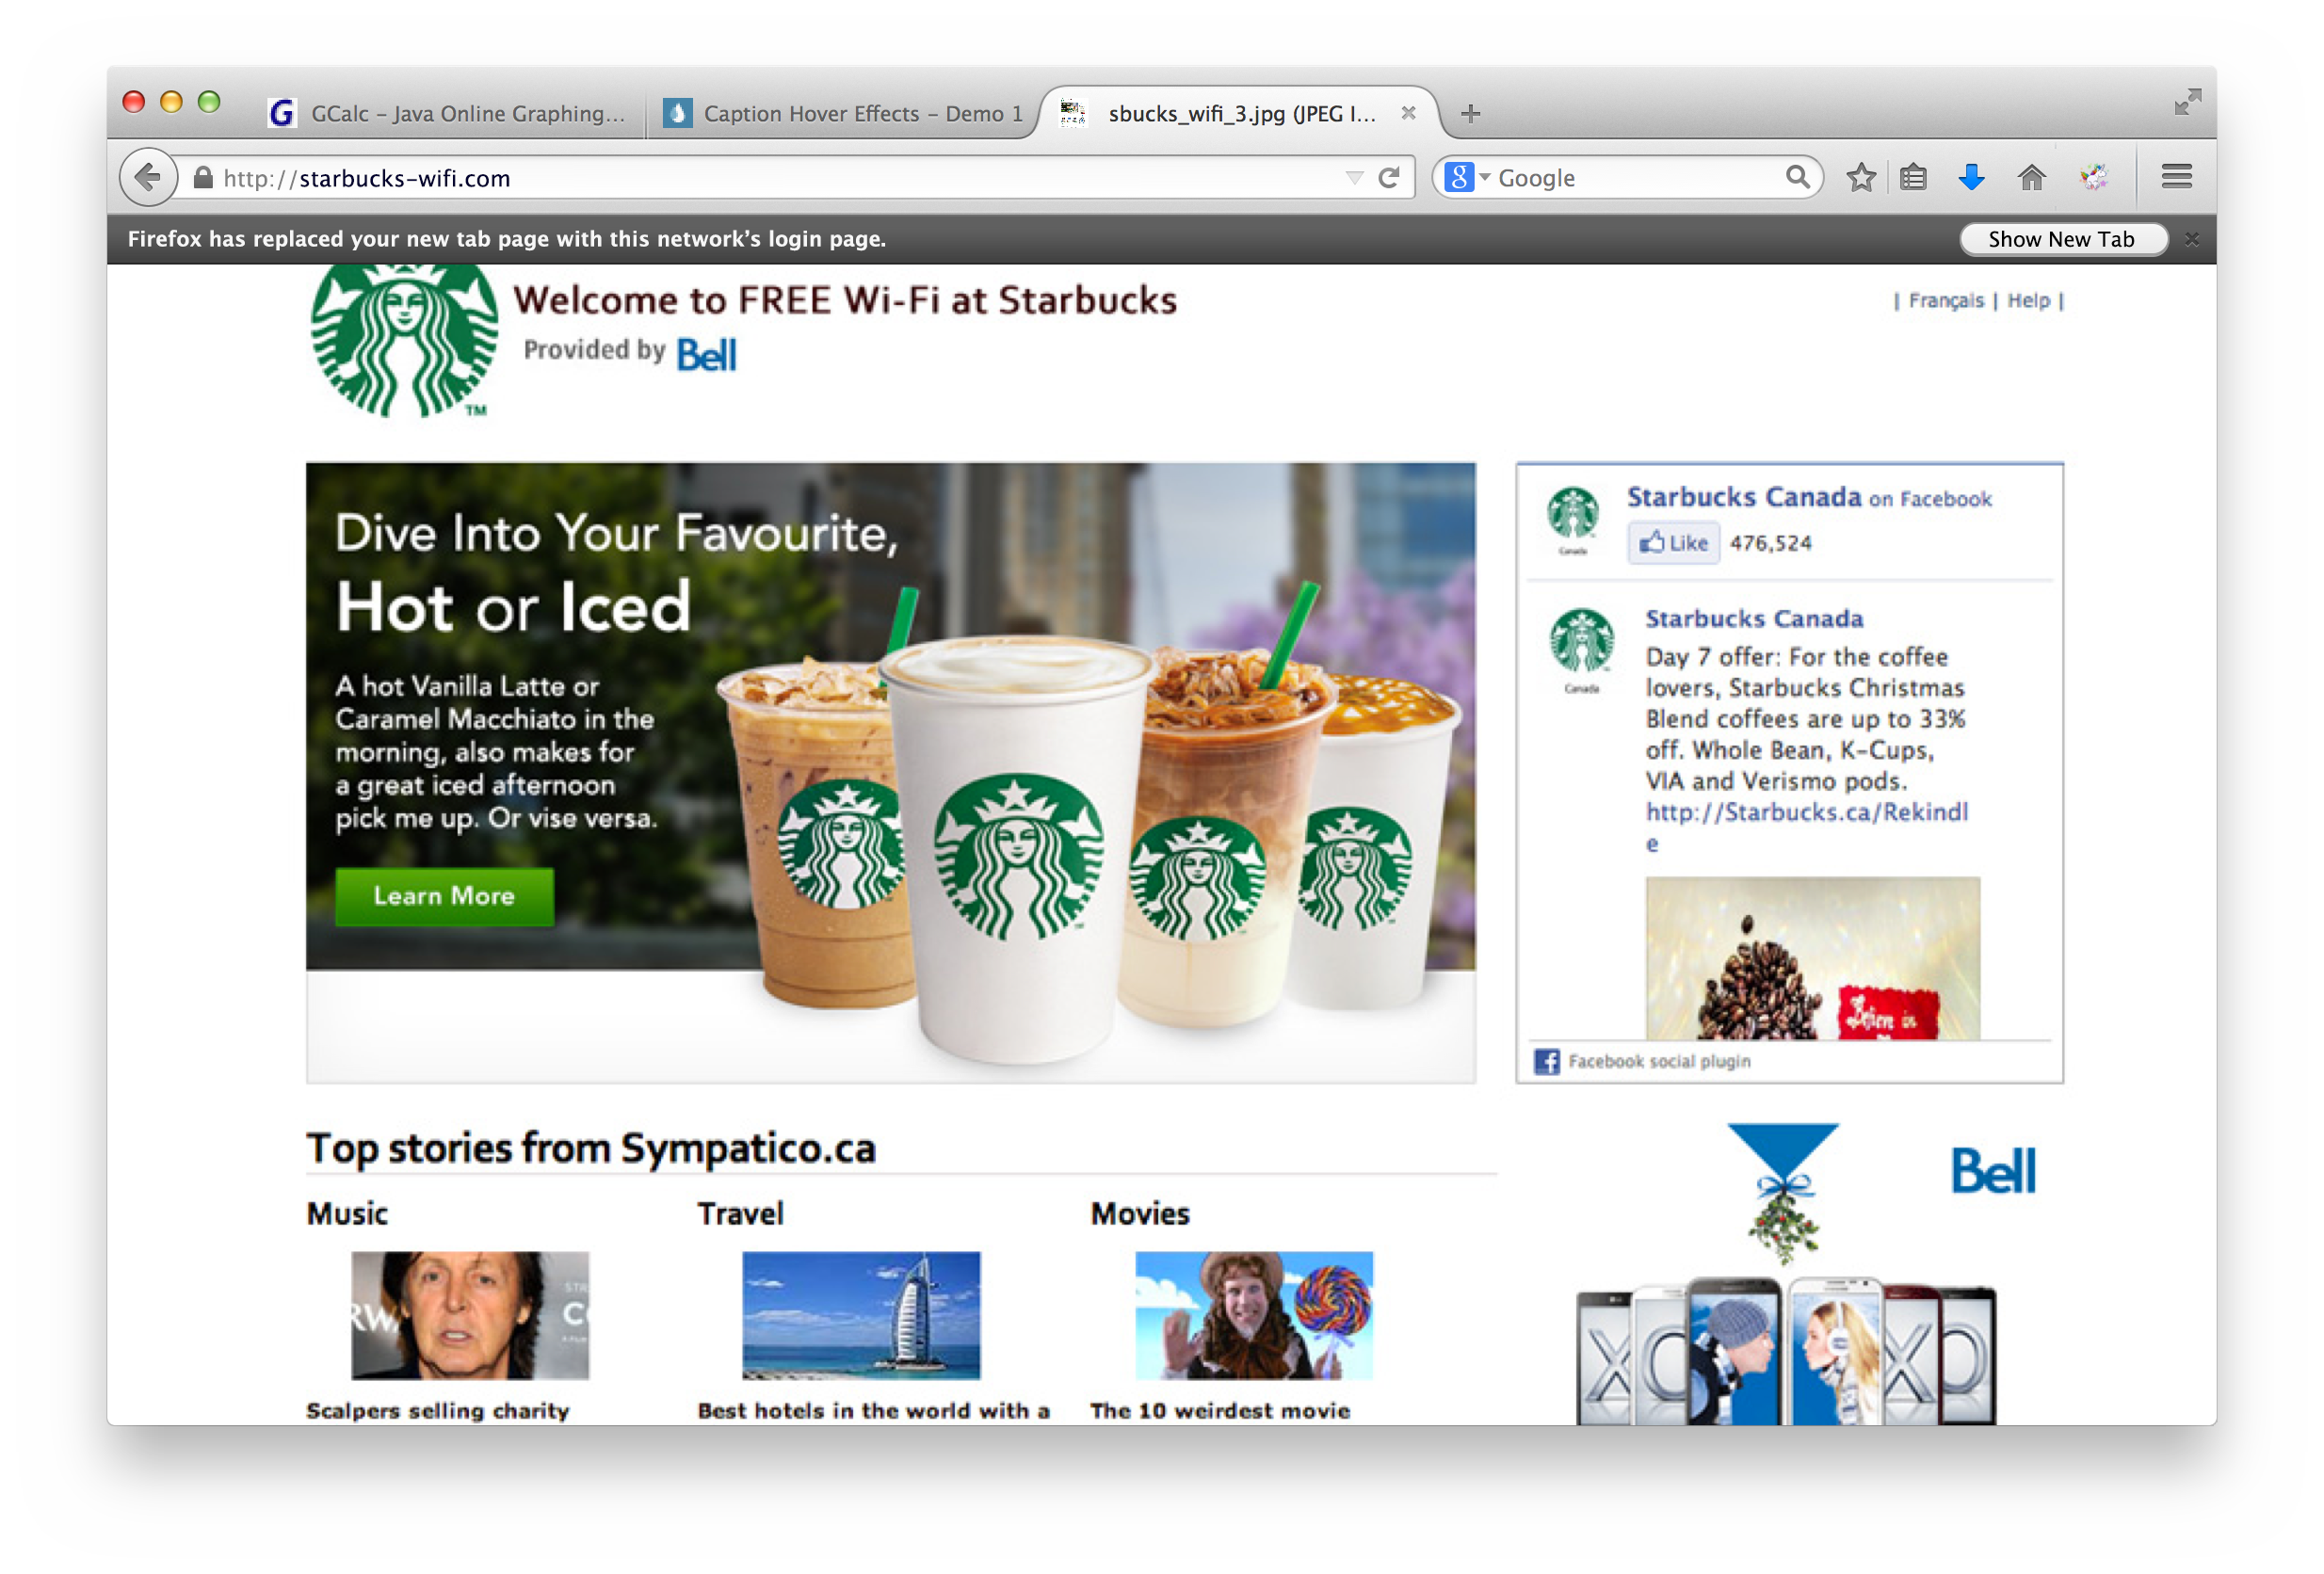 GCalc – Java Online Graphing...
Caption Hover Effects – Demo 1
sbucks_wifi_3.jpg (JPEG I...
http://starbucks-wifi.com
Google
Firefox has replaced your new tab page with this network's login page.
Show New Tab
Welcome to FREE Wi-Fi at Starbucks
| Français | Help |
Provided by Bell
TM
Dive Into Your Favourite,
Hot or Iced
A hot Vanilla Latte or
Caramel Macchiato in the
morning, also makes for
a great iced afternoon
pick me up. Or vise versa.
Learn More
Starbucks Canada on Facebook
Like 476,524
Canada
Starbucks Canada
Day 7 offer: For the coffee
lovers, Starbucks Christmas
Blend coffees are up to 33%
off. Whole Bean, K-Cups,
VIA and Verismo pods.
http://Starbucks.ca/Rekindl
e
Canada
Facebook social plugin
Top stories from Sympatico.ca
Bell
Music
Travel
Movies
Scalpers selling charity
Best hotels in the world with a
The 10 weirdest movie